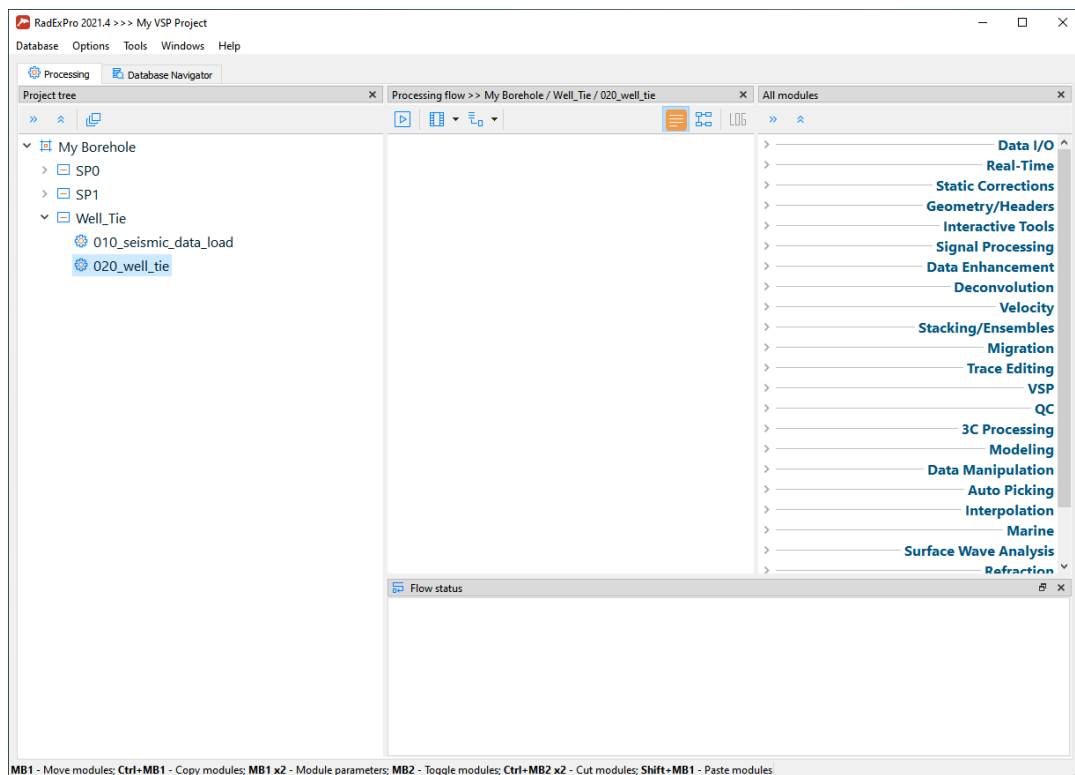 RadExPro 2021.4 >>> My VSP Project
Database Options Tools Windows Help
Processing Database Navigator
Project tree
Processing flow >> My Borehole / Well_Tie / 020_well_tie
All modules
LOG
My Borehole
SP0
SP1
Well_Tie
010_seismic_data_load
020_well_tie
Data I/O
Real-Time
Static Corrections
Geometry/Headers
Interactive Tools
Signal Processing
Data Enhancement
Deconvolution
Velocity
Stacking/Ensembles
Migration
Trace Editing
VSP
QC
3C Processing
Modeling
Data Manipulation
Auto Picking
Interpolation
Marine
Surface Wave Analysis
Refraction
Flow status
MB1 - Move modules; Ctrl+MB1 - Copy modules; MB1 x2 - Module parameters; MB2 - Toggle modules; Ctrl+MB2 x2 - Cut modules; Shift+MB1 - Paste modules